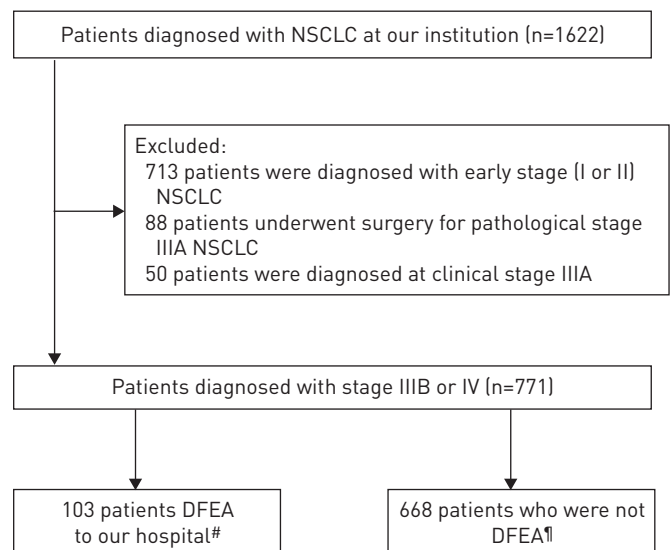 Patients diagnosed with NSCLC at our institution (n=1622)
Excluded:
713 patients were diagnosed with early stage (I or II)
NSCLC
88 patients underwent surgery for pathological stage
IIIA NSCLC
50 patients were diagnosed at clinical stage IIIA
Patients diagnosed with stage IIIB or IV (n=771)
103 patients DFEA
to our hospital#
668 patients who were not
DFEA¶